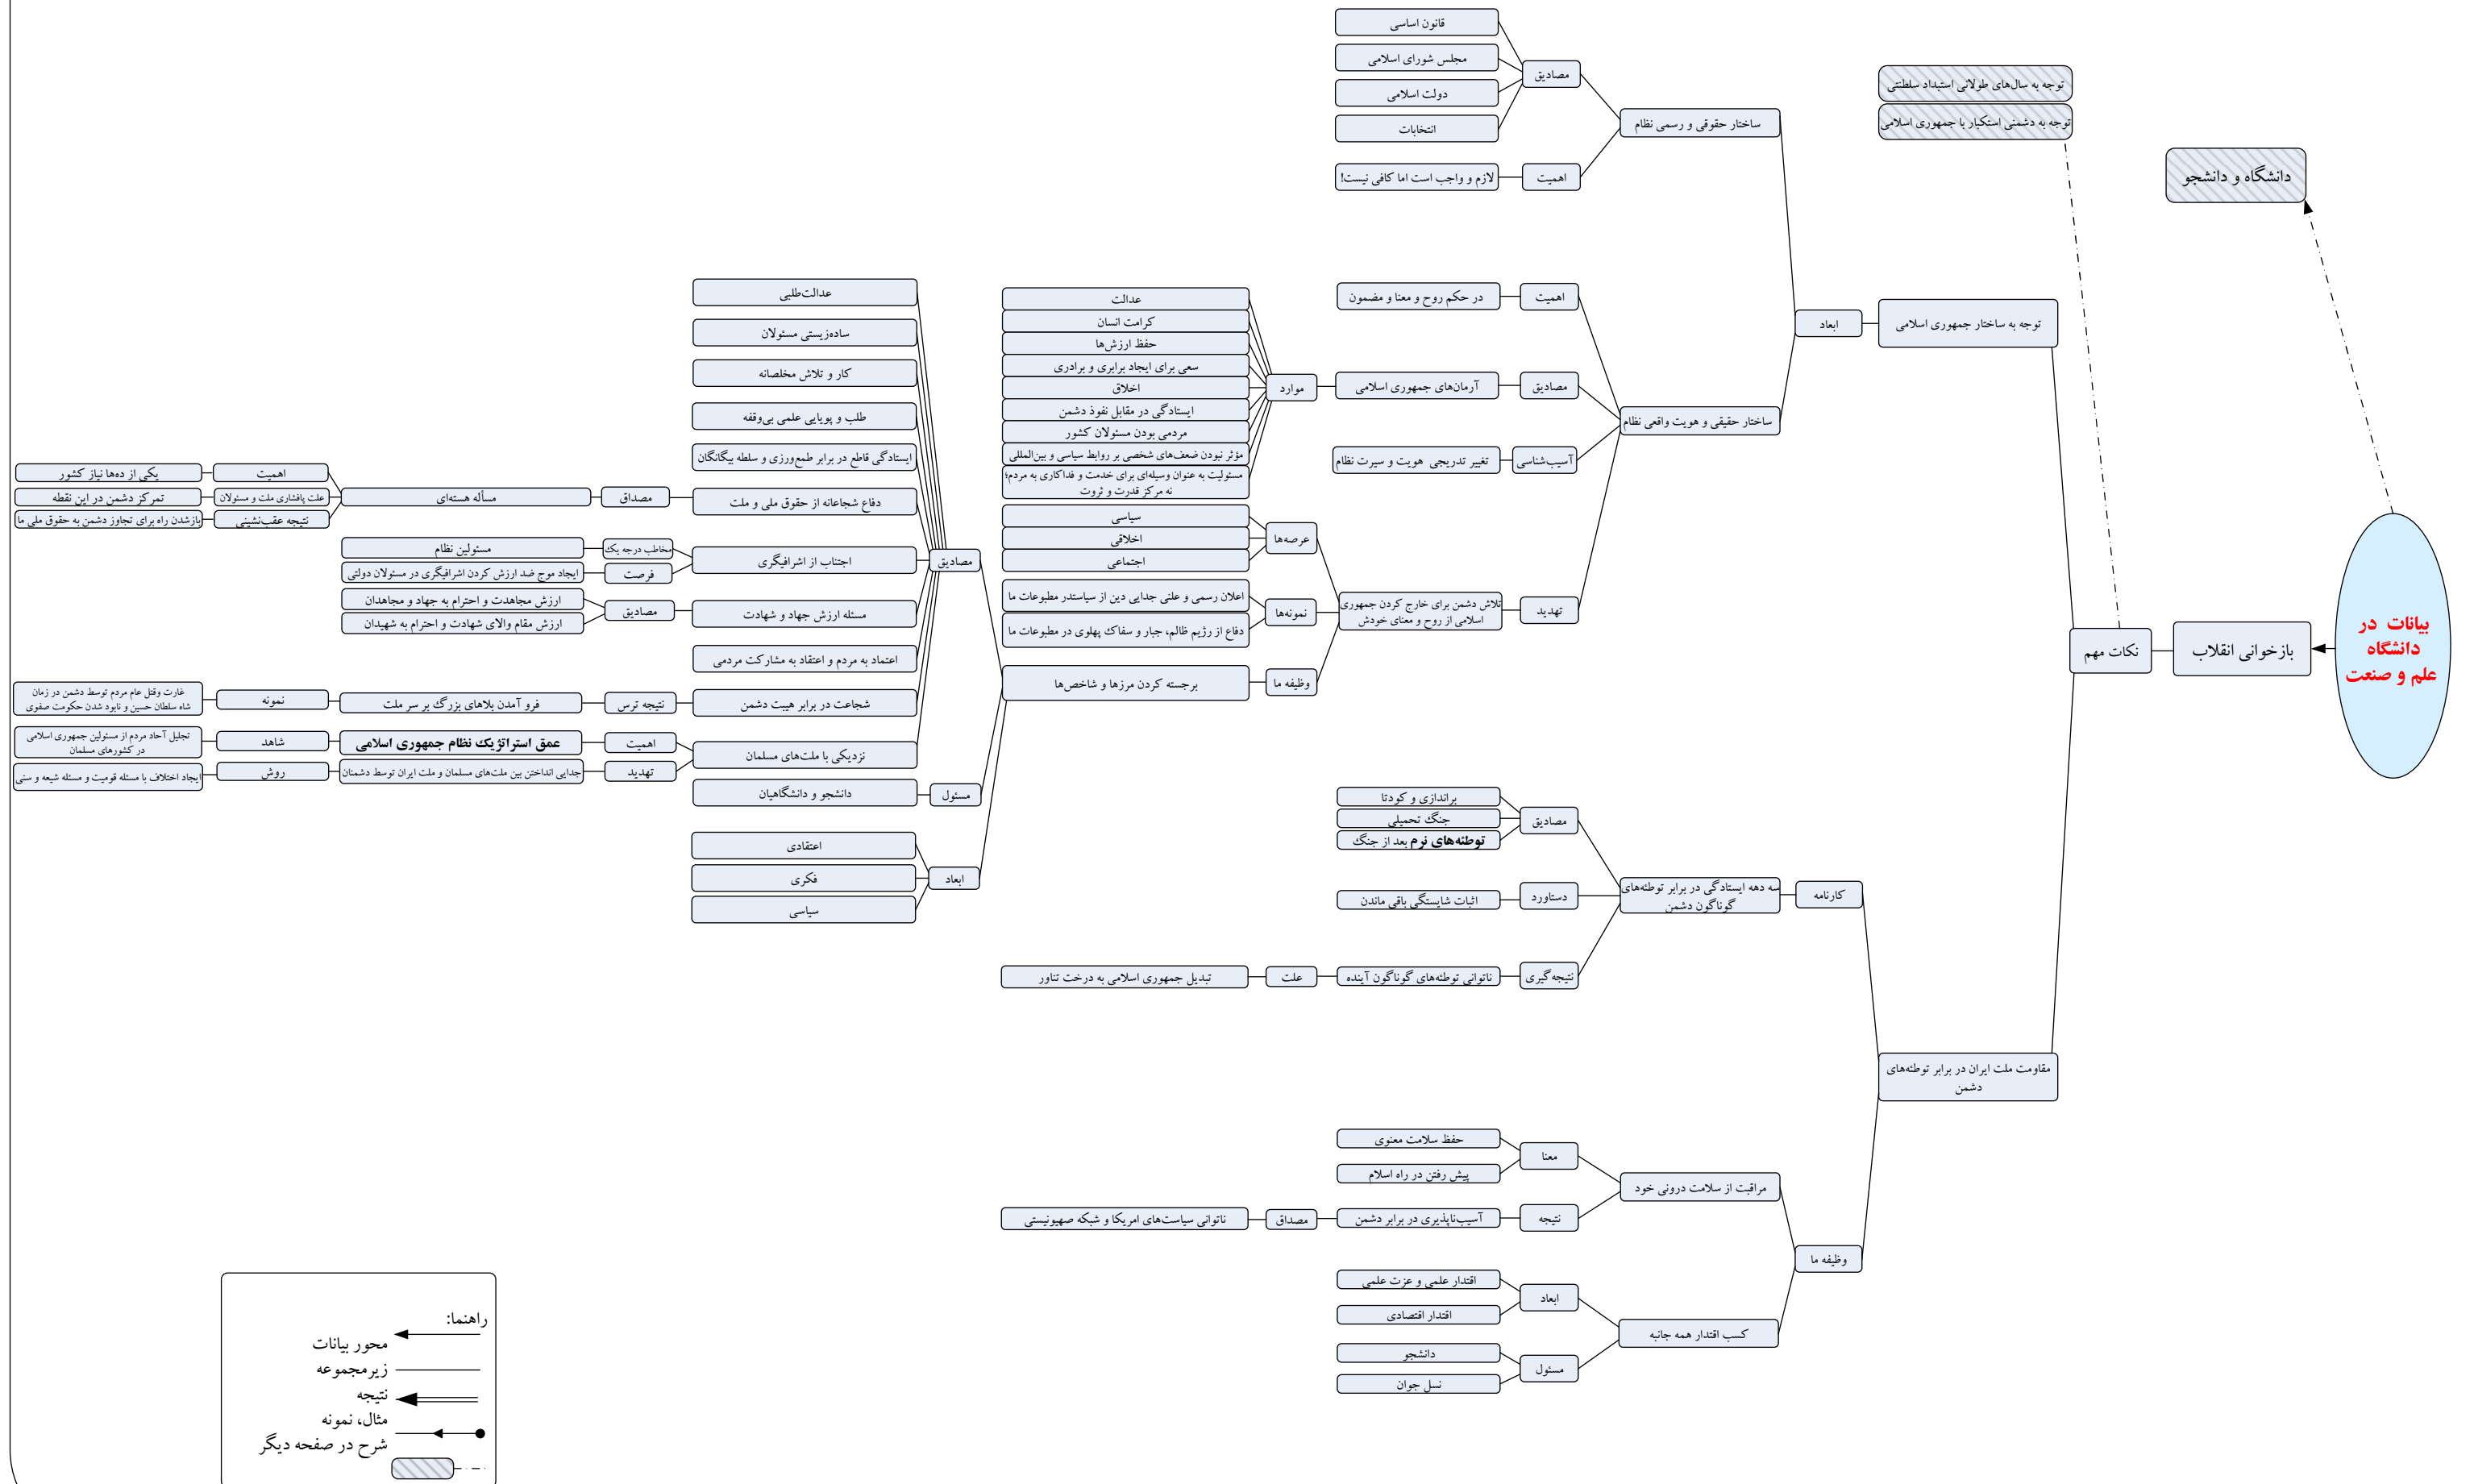 بیانات در
دانشگاه
علم و صنعت
دانشگاه و دانشجو
بازخوانی انقلاب
نکات مهم
توجه به سال‌های طولانی استبداد سلطنتی
توجه به دشمنی استکبار با جمهوری اسلامی
توجه به ساختار جمهوری اسلامی
ابعاد
ساختار حقوقی و رسمی نظام
مصادیق
قانون اساسی
مجلس شورای اسلامی
دولت اسلامی
انتخابات
اهمیت
لازم و واجب است اما کافی نیست!
ساختار حقیقی و هویت واقعی نظام
اهمیت
در حکم روح و معنا و مضمون
مصادیق
آرمان‌های جمهوری اسلامی
موارد
عدالت
کرامت انسان
حفظ ارزش‌ها
سعی برای ایجاد برابری و برادری
اخلاق
ایستادگی در مقابل نفوذ دشمن
مردمی بودن مسئولان کشور
مؤثر نبودن ضعف‌های شخصی بر روابط سیاسی و بین‌المللی
مسئولیت به عنوان وسیله‌ای برای خدمت و فداکاری به مردم؛
نه مرکز قدرت و ثروت
آسیب‌شناسی
تغییر تدریجی هویت و سیرت نظام
تهدید
تلاش دشمن برای خارج کردن جمهوری
اسلامی از روح و معنای خودش
عرصه‌ها
سیاسی
اخلاقی
اجتماعی
نمونه‌ها
اعلان رسمی و علنی جدایی دین از سیاستدر مطبوعات ما
دفاع از رژیم ظالم، جبار و سفاک پهلوی در مطبوعات ما
وظیفه ما
برجسته کردن مرزها و شاخص‌ها
مصادیق
عدالت‌طلبی
ساده‌زیستی مسئولان
کار و تلاش مخلصانه
طلب و پویایی علمی بی‌وقفه
ایستادگی قاطع در برابر طمع‌ورزی و سلطه بیگانگان
دفاع شجاعانه از حقوق ملی و ملت
مصداق
مسأله هسته‌ای
اهمیت
یکی از ده‌ها نیاز کشور
علت پافشاری ملت و مسئولان
تمرکز دشمن در این نقطه
نتیجه عقب‌نشینی
بازشدن راه برای تجاوز دشمن به حقوق ملی ما
اجتناب از اشرافیگری
مخاطب درجه یک
مسئولین نظام
فرصت
ایجاد موج ضد ارزش کردن اشرافیگری در مسئولان دولتی
مسئله ارزش جهاد و شهادت
مصادیق
ارزش مجاهدت و احترام به جهاد و مجاهدان
ارزش مقام والای شهادت و احترام به شهیدان
اعتماد به مردم و اعتقاد به مشارکت مردمی
شجاعت در برابر هیبت دشمن
نتیجه ترس
فرو آمدن بلاهای بزرگ بر سر ملت
نمونه
غارت وقتل عام مردم توسط دشمن در زمان
شاه سلطان حسین و نابود شدن حکومت صفوی
نزدیکی با ملت‌های مسلمان
اهمیت
عمق استراتژیک نظام جمهوری اسلامی
شاهد
تجلیل آحاد مردم از مسئولین جمهوری اسلامی
در کشورهای مسلمان
تهدید
جدایی انداختن بین ملت‌های مسلمان و ملت ایران توسط دشمنان
روش
ایجاد اختلاف با مسئله قومیت و مسئله شیعه و سنی
مسئول
دانشجو و دانشگاهیان
ابعاد
اعتقادی
فکری
سیاسی
مقاومت ملت ایران در برابر توطئه‌های
دشمن
کارنامه
سه دهه ایستادگی در برابر توطئه‌های
گوناگون دشمن
مصادیق
براندازی و کودتا
جنگ تحمیلی
توطئه‌های نرم بعد از جنگ
دستاورد
اثبات شایستگی باقی ماندن
نتیجه‌گیری
ناتوانی توطئه‌های گوناگون آینده
علت
تبدیل جمهوری اسلامی به درخت تناور
وظیفه ما
مراقبت از سلامت درونی خود
معنا
حفظ سلامت معنوی
پیش رفتن در راه اسلام
نتیجه
آسیب‌ناپذیری در برابر دشمن
مصداق
ناتوانی سیاست‌های امریکا و شبکه صهیونیستی
کسب اقتدار همه جانبه
ابعاد
اقتدار علمی و عزت علمی
اقتدار اقتصادی
مسئول
دانشجو
نسل جوان
راهنما:
محور بیانات
زیرمجموعه
نتیجه
مثال، نمونه
شرح در صفحه دیگر